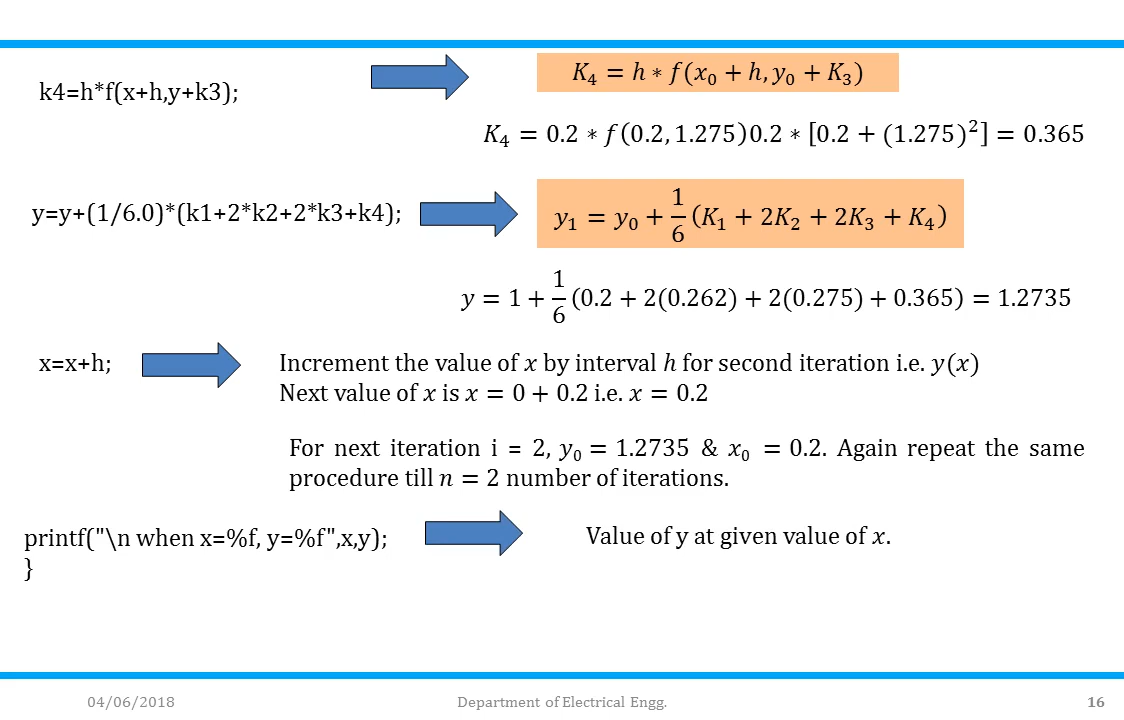 k4=h*f(x+h,y+k3);
𝐾₄ = ℎ ∗ 𝑓(𝑥₀ + ℎ, 𝑦₀ + 𝐾₃)
𝐾₄ = 0.2 ∗ 𝑓(0.2, 1.275)0.2 ∗ [0.2 + (1.275)²] = 0.365
y=y+(1/6.0)*(k1+2*k2+2*k3+k4);
𝑦₁ = 𝑦₀ + 1/6 (𝐾₁ + 2𝐾₂ + 2𝐾₃ + 𝐾₄)
𝑦 = 1 + 1/6 (0.2 + 2(0.262) + 2(0.275) + 0.365) = 1.2735
x=x+h;
Increment the value of 𝑥 by interval ℎ for second iteration i.e. 𝑦(𝑥)
Next value of 𝑥 is 𝑥 = 0 + 0.2 i.e. 𝑥 = 0.2
For next iteration i = 2, 𝑦₀ = 1.2735 & 𝑥₀ = 0.2. Again repeat the same
procedure till 𝑛 = 2 number of iterations.
printf("\n when x=%f, y=%f",x,y);
Value of y at given value of 𝑥.
}
04/06/2018
Department of Electrical Engg.
16